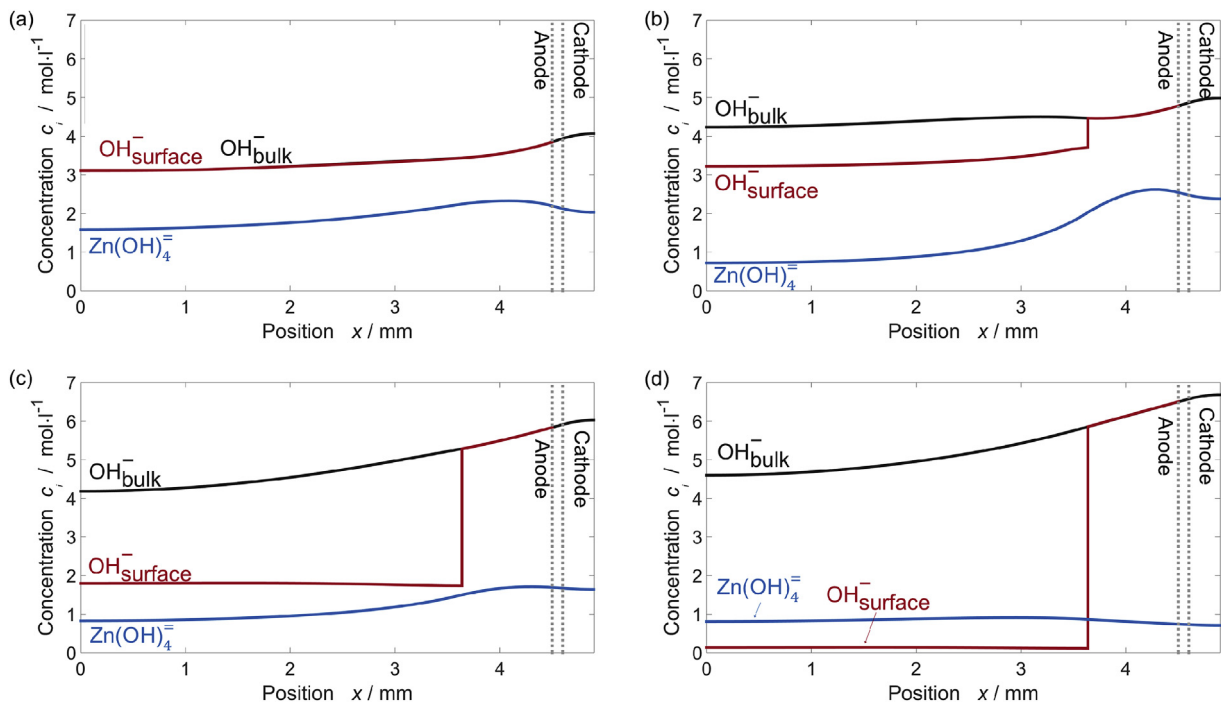 (a)
7
6
5
4
3
2
1
0
Concentration c_i / mol·l⁻¹
OH⁻surface
OH⁻bulk
Zn(OH)₄⁼
Anode
Cathode
0 1 2 3 4
Position x / mm
(b)
7
6
5
4
3
2
1
0
Concentration c_i / mol·l⁻¹
OH⁻bulk
OH⁻surface
Zn(OH)₄⁼
Anode
Cathode
0 1 2 3 4
Position x / mm
(c)
7
6
5
4
3
2
1
0
Concentration c_i / mol·l⁻¹
OH⁻bulk
OH⁻surface
Zn(OH)₄⁼
Anode
Cathode
0 1 2 3 4
Position x / mm
(d)
7
6
5
4
3
2
1
0
Concentration c_i / mol·l⁻¹
OH⁻bulk
Zn(OH)₄⁼
OH⁻surface
Anode
Cathode
0 1 2 3 4
Position x / mm